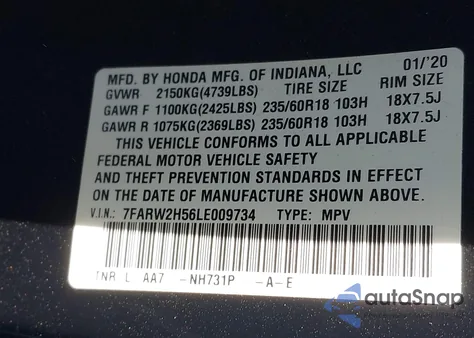 MFD. BY HONDA MFG. OF INDIANA, LLC 01/'20
GVWR 2150KG(4739LBS) TIRE SIZE RIM SIZE
GAWR F 1100KG(2425LBS) 235/60R18 103H 18X7.5J
GAWR R 1075KG(2369LBS) 235/60R18 103H 18X7.5J
THIS VEHICLE CONFORMS TO ALL APPLICABLE
FEDERAL MOTOR VEHICLE SAFETY
AND THEFT PREVENTION STANDARDS IN EFFECT
ON THE DATE OF MANUFACTURE SHOWN ABOVE.
V.I.N.: 7FARW2H56LE009734 TYPE: MPV
TNR L AA7 -NH731P -A-E
autoSnap